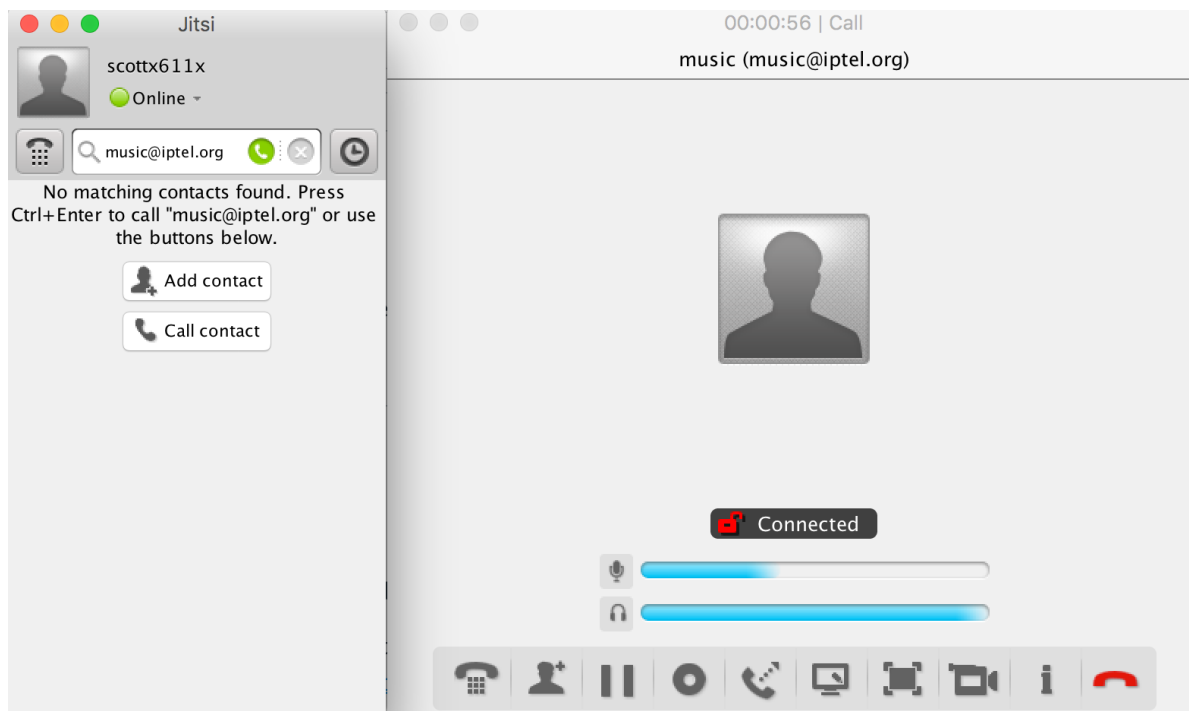 Jitsi
scottx611x
Online
music@iptel.org
No matching contacts found. Press
Ctrl+Enter to call "music@iptel.org" or use
the buttons below.
Add contact
Call contact
00:00:56 | Call
music (music@iptel.org)
Connected